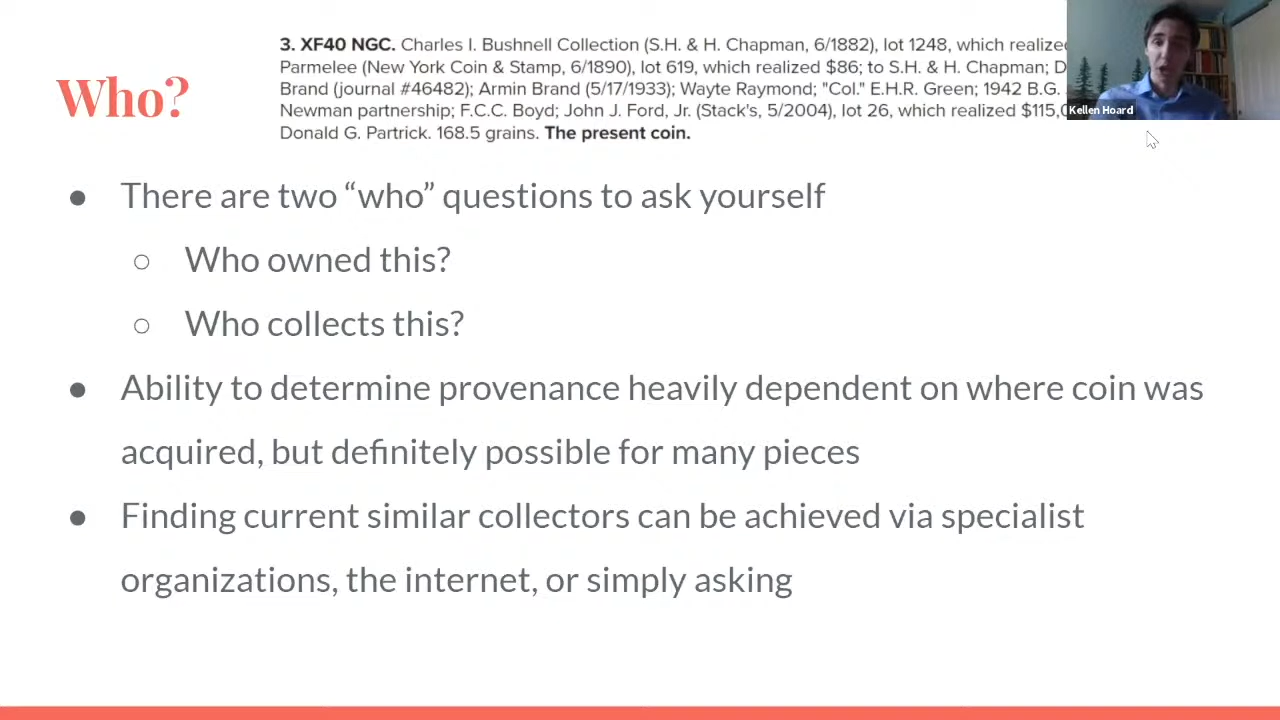 3. XF40 NGC. Charles I. Bushnell Collection (S.H. & H. Chapman, 6/1882), lot 1248, which realized
Parmelee (New York Coin & Stamp, 6/1890), lot 619, which realized $86; to S.H. & H. Chapman;
Who?
Brand (journal #46482); Armin Brand (5/17/1933); Wayte Raymond; "Col." E.H.R. Green; 1942 B.G.
Newman partnership; F.C.C. Boyd; John J. Ford, Jr. (Stack's, 5/2004), lot 26, which realized
Donald G. Partrick. 168.5 grains. The present coin.
Kellen Hoard
● There are two “who” questions to ask yourself
○ Who owned this?
○ Who collects this?
● Ability to determine provenance heavily dependent on where coin was
acquired, but definitely possible for many pieces
● Finding current similar collectors can be achieved via specialist
organizations, the internet, or simply asking